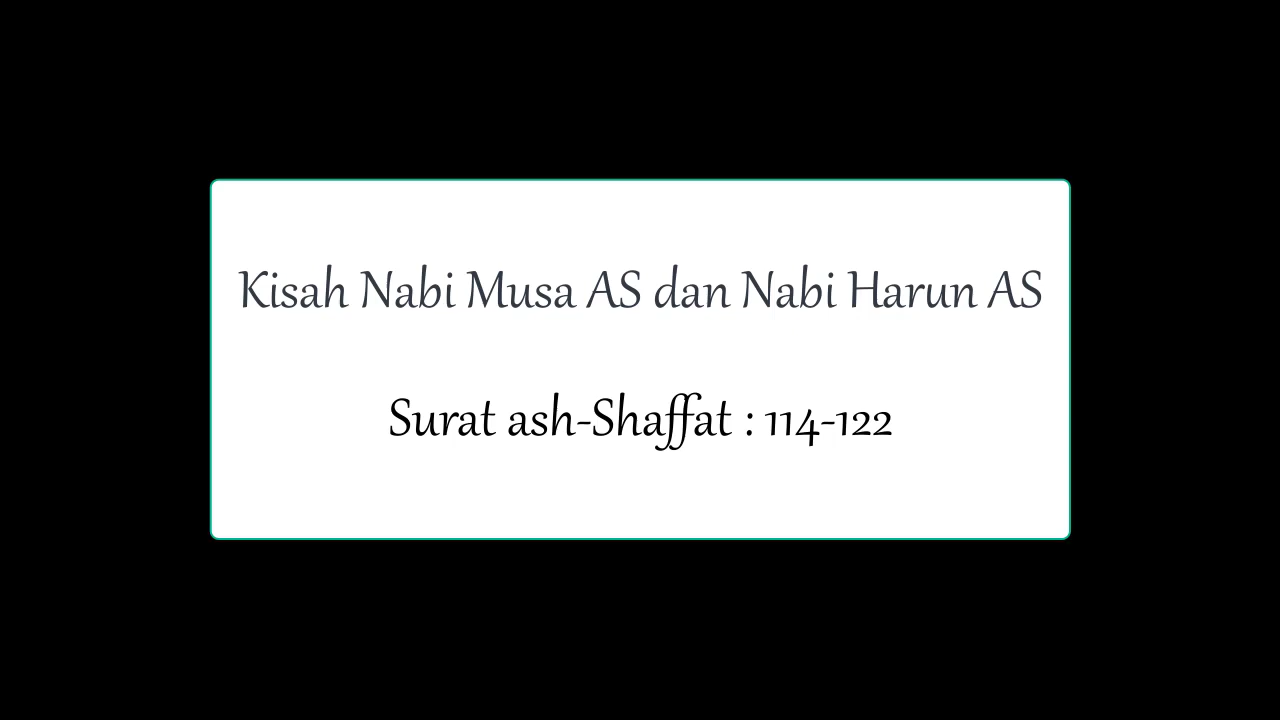 Kisah Nabi Musa AS dan Nabi Harun AS
Surat ash-Shaffat : 114-122